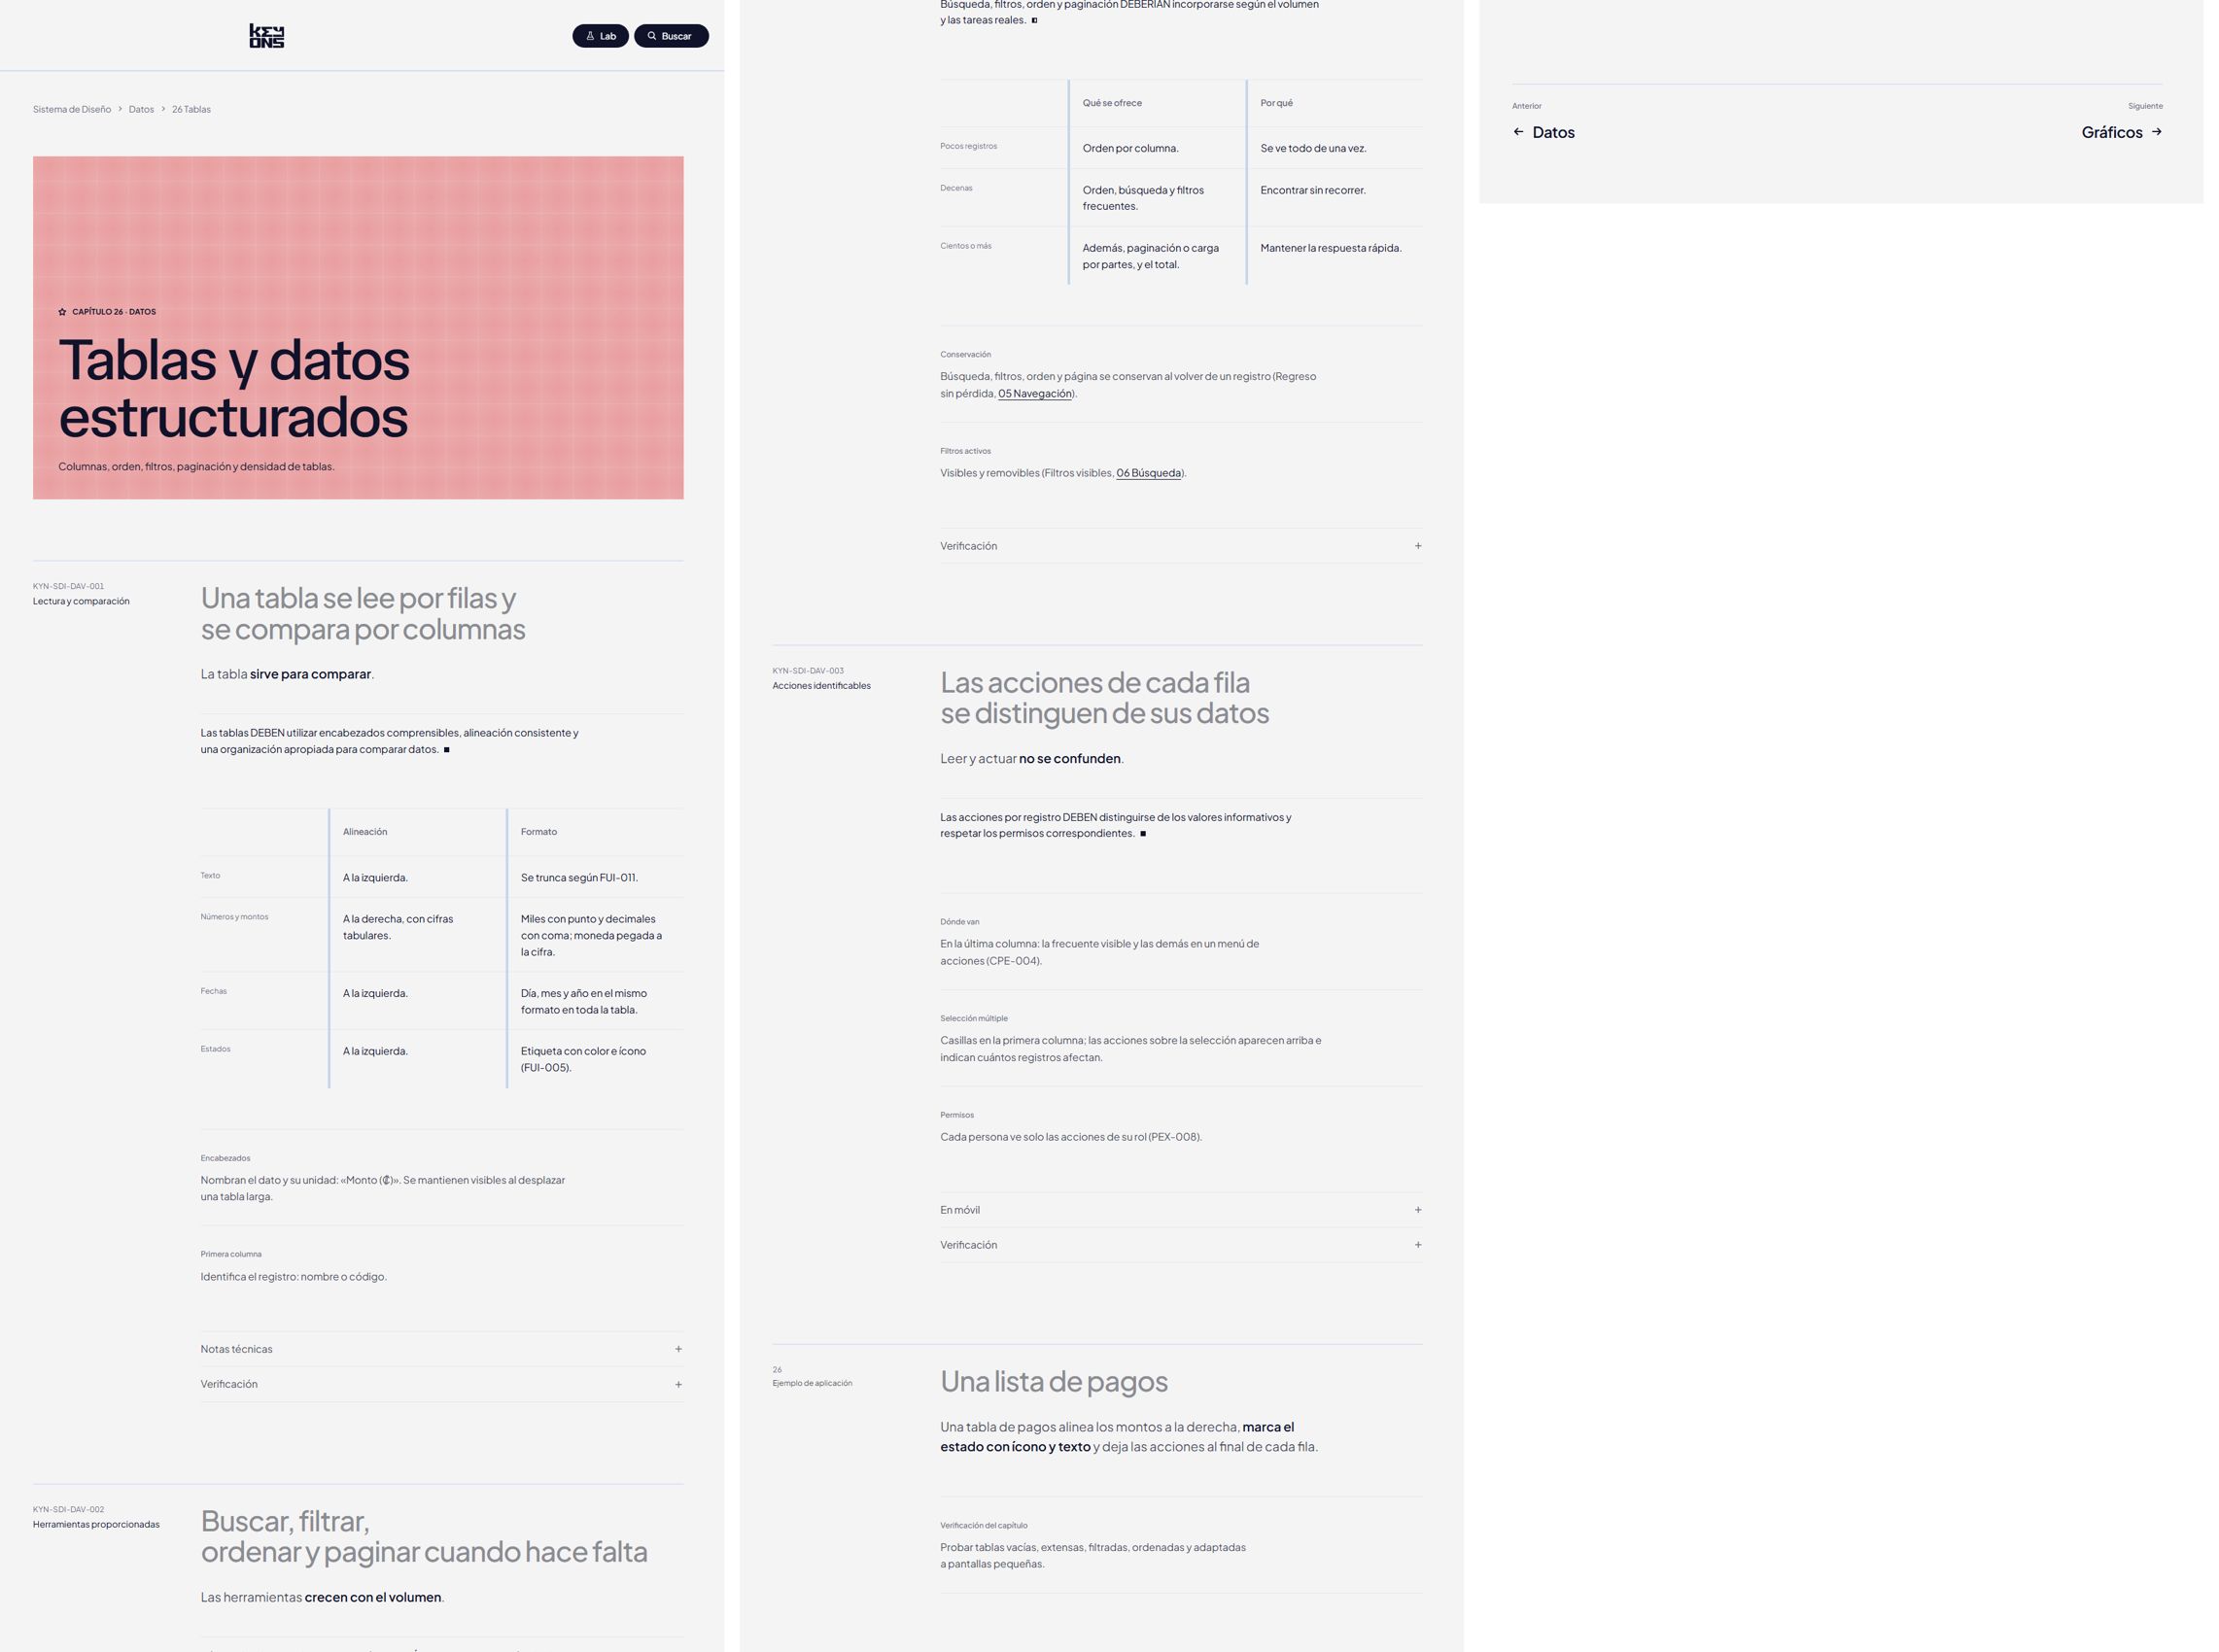 KEYONS
Lab
Buscar
Sistema de Diseño > Datos > 26 Tablas
CAPÍTULO 26 · DATOS
Tablas y datos
estructurados
Columnas, orden, filtros, paginación y densidad de tablas.
KYN-SDI-DAV-001
Lectura y comparación
Una tabla se lee por filas y
se compara por columnas
La tabla sirve para comparar.
Las tablas DEBEN utilizar encabezados comprensibles, alineación consistente y
una organización apropiada para comparar datos.
Alineación
Formato
Texto
A la izquierda.
Se trunca según FUI-011.
Números y montos
A la derecha, con cifras
tabulares.
Miles con punto y decimales
con coma; moneda pegada a
la cifra.
Fechas
A la izquierda.
Día, mes y año en el mismo
formato en toda la tabla.
Estados
A la izquierda.
Etiqueta con color e ícono
(FUI-005).
Encabezados
Nombran el dato y su unidad: «Monto (₡)». Se mantienen visibles al desplazar
una tabla larga.
Primera columna
Identifica el registro: nombre o código.
Notas técnicas +
Verificación +
KYN-SDI-DAV-002
Herramientas proporcionadas
Buscar, filtrar,
ordenar y paginar cuando hace falta
Las herramientas crecen con el volumen.
Búsqueda, filtros, orden y paginación DEBERÍAN incorporarse según el volumen
y las tareas reales.
Qué se ofrece
Por qué
Pocos registros
Orden por columna.
Se ve todo de una vez.
Decenas
Orden, búsqueda y filtros
frecuentes.
Encontrar sin recorrer.
Cientos o más
Además, paginación o carga
por partes, y el total.
Mantener la respuesta rápida.
Conservación
Búsqueda, filtros, orden y página se conservan al volver de un registro (Regreso
sin pérdida, 05 Navegación).
Filtros activos
Visibles y removibles (Filtros visibles, 06 Búsqueda).
Verificación +
KYN-SDI-DAV-003
Acciones identificables
Las acciones de cada fila
se distinguen de sus datos
Leer y actuar no se confunden.
Las acciones por registro DEBEN distinguirse de los valores informativos y
respetar los permisos correspondientes.
Dónde van
En la última columna: la frecuente visible y las demás en un menú de
acciones (CPE-004).
Selección múltiple
Casillas en la primera columna; las acciones sobre la selección aparecen arriba e
indican cuántos registros afectan.
Permisos
Cada persona ve solo las acciones de su rol (PEX-008).
En móvil +
Verificación +
26
Ejemplo de aplicación
Una lista de pagos
Una tabla de pagos alinea los montos a la derecha, marca el
estado con ícono y texto y deja las acciones al final de cada fila.
Verificación del capítulo
Probar tablas vacías, extensas, filtradas, ordenadas y adaptadas
a pantallas pequeñas.
Anterior
← Datos
Siguiente
Gráficos →